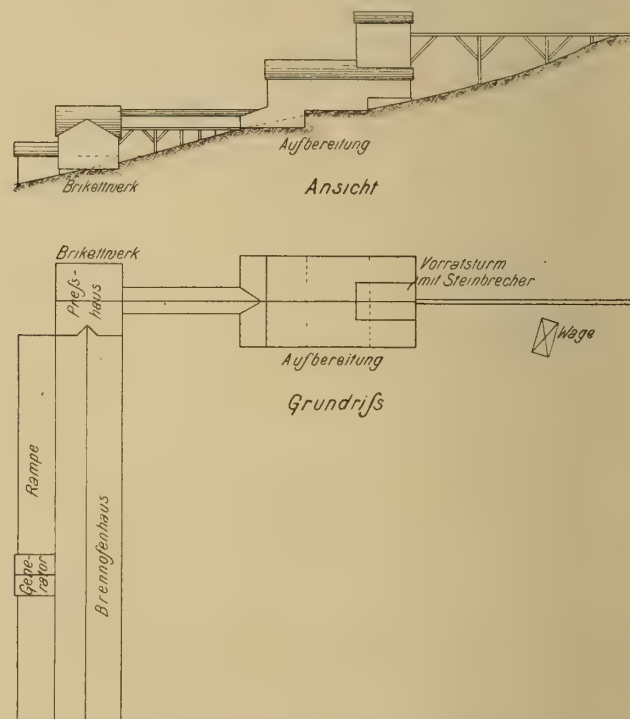 Aufbereitung
Brikettwerk
Ansicht
Brikettwerk
Preß-
haus
Vorratsturm
mit Steinbrecher
Wage
Aufbereitung
Grundriß
Rampe
Brennofenhaus
Gene-
rator